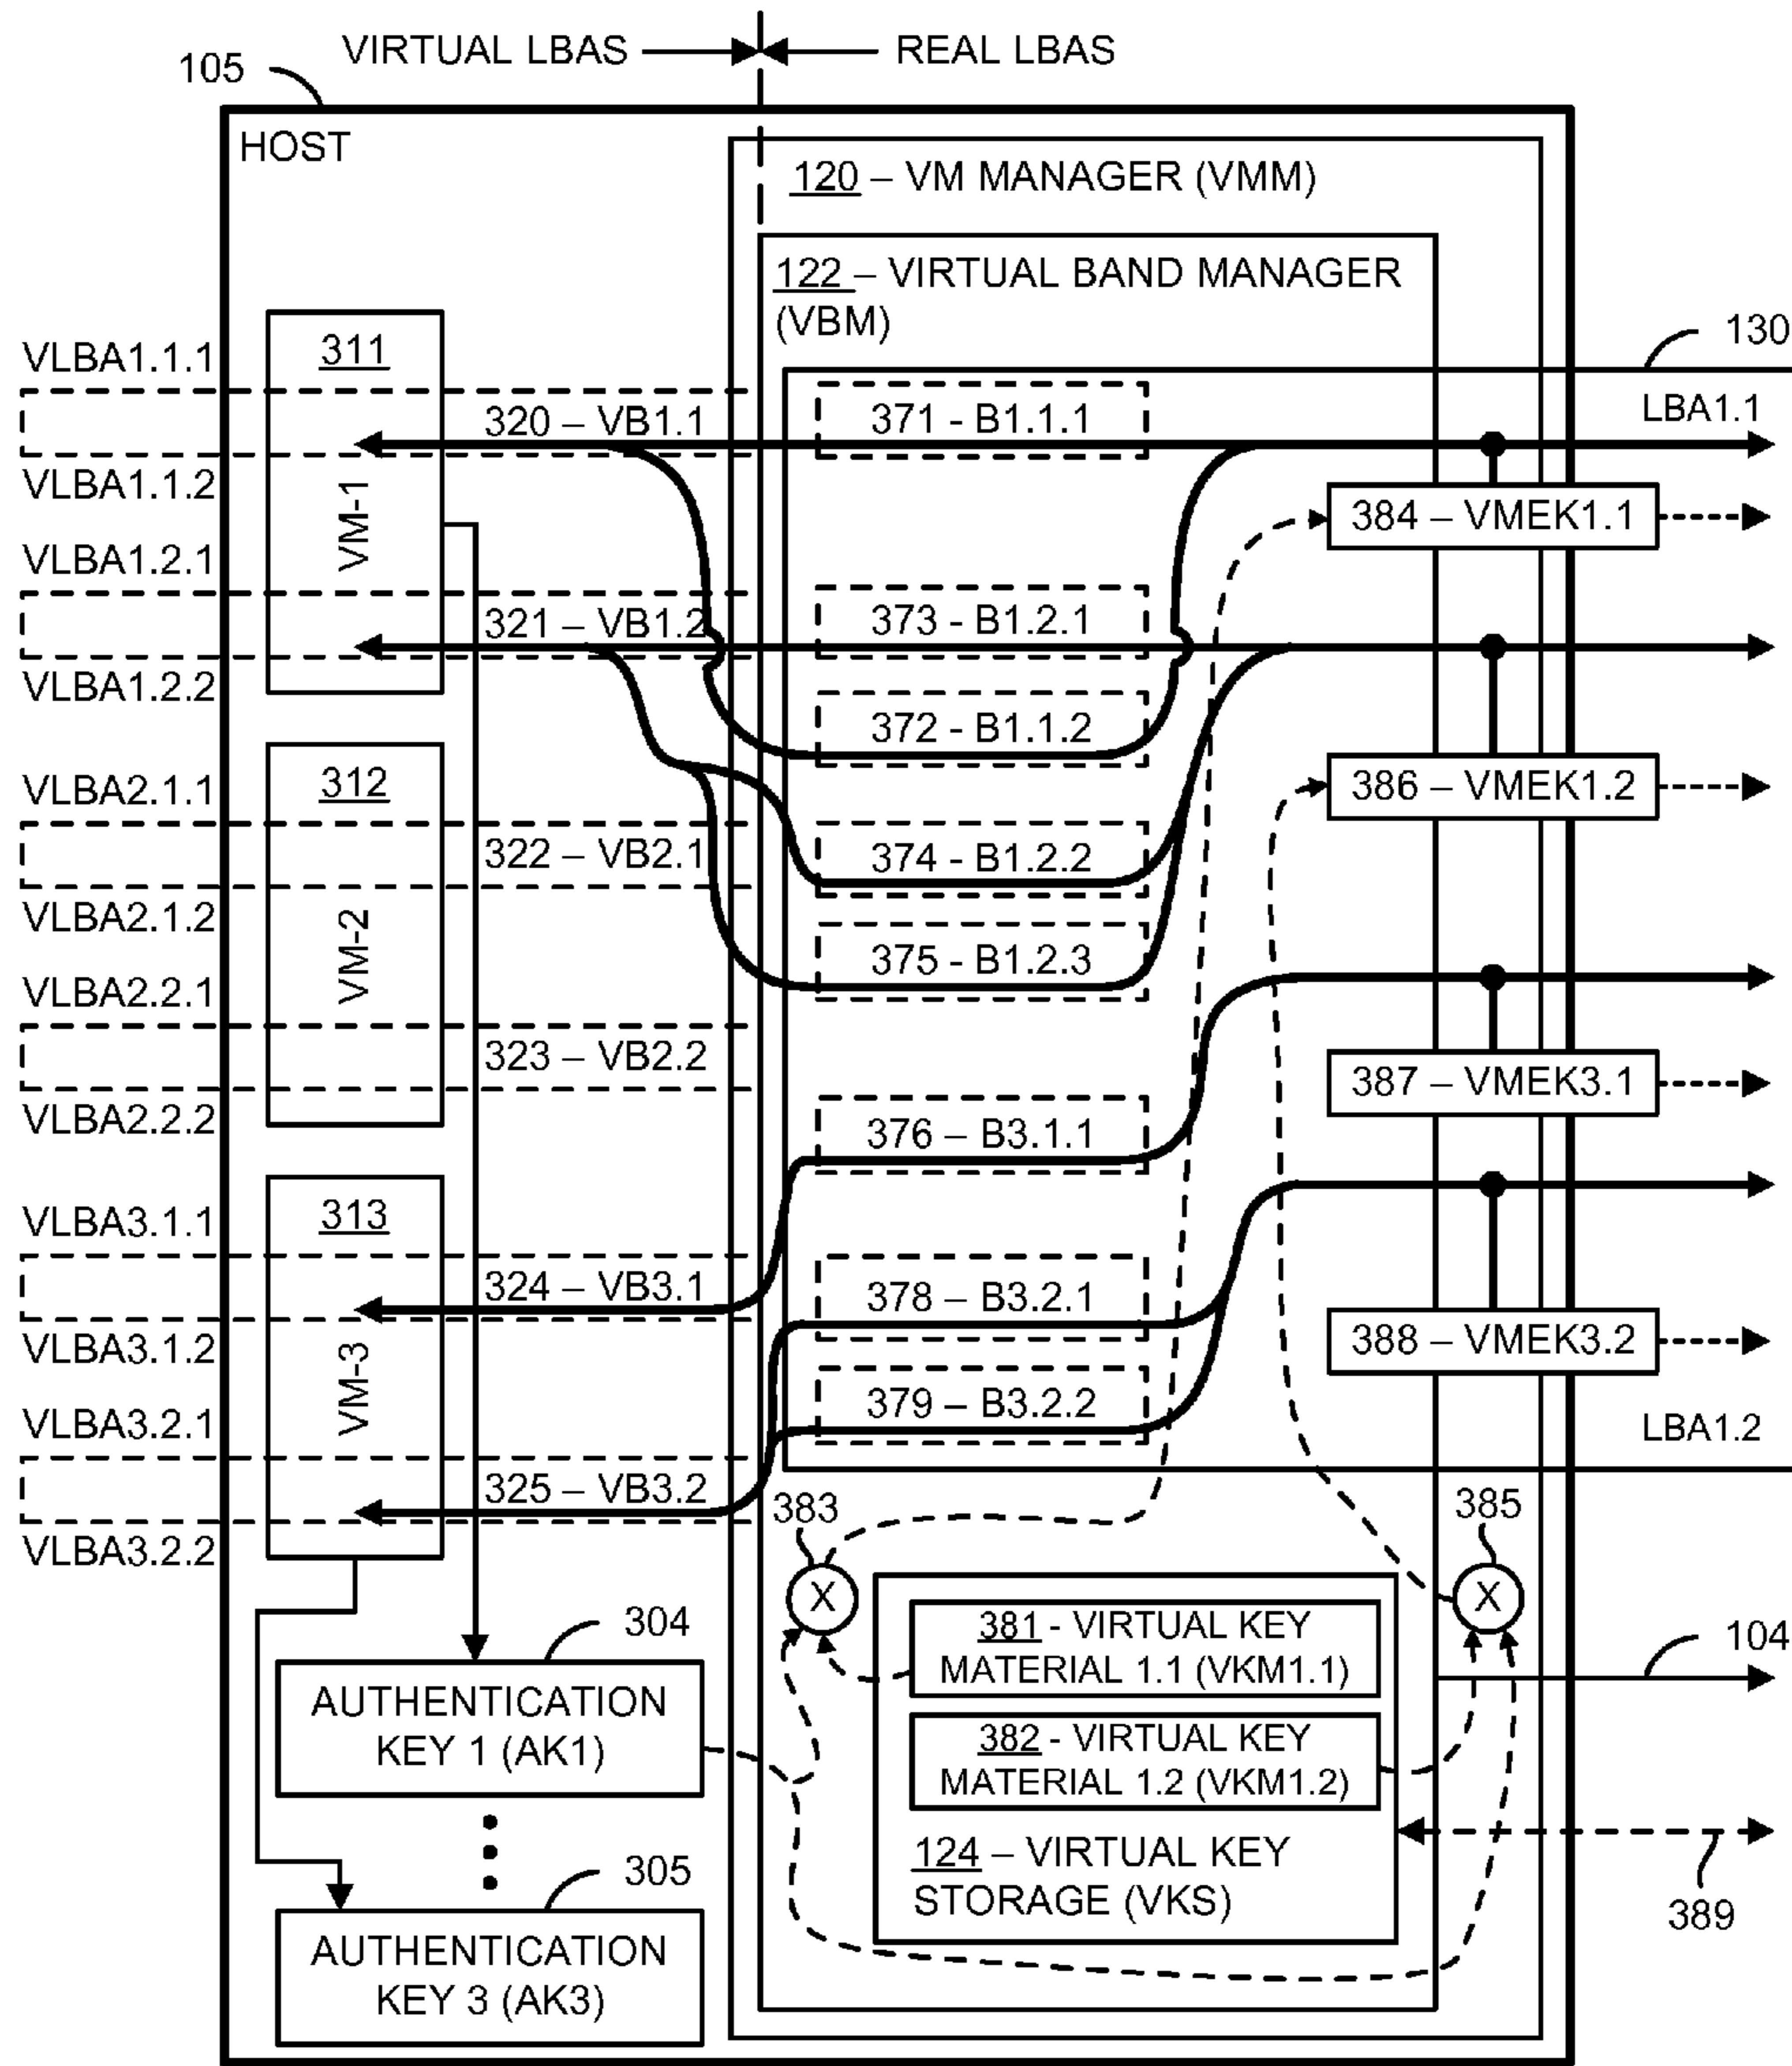 VIRTUAL LBAS
REAL LBAS
105
HOST
120 – VM MANAGER (VMM)
122 – VIRTUAL BAND MANAGER
(VBM)
130
VLBA1.1.1
311
VM-1
320 – VB1.1
371 - B1.1.1
LBA1.1
VLBA1.1.2
384 – VMEK1.1
VLBA1.2.1
321 – VB1.2
373 - B1.2.1
VLBA1.2.2
372 - B1.1.2
312
VM-2
VLBA2.1.1
386 – VMEK1.2
322 – VB2.1
374 - B1.2.2
VLBA2.1.2
375 - B1.2.3
VLBA2.2.1
323 – VB2.2
387 – VMEK3.1
VLBA2.2.2
376 – B3.1.1
313
VM-3
VLBA3.1.1
324 – VB3.1
378 – B3.2.1
VLBA3.1.2
388 – VMEK3.2
379 – B3.2.2
VLBA3.2.1
LBA1.2
325 – VB3.2
383
385
VLBA3.2.2
X
X
381 - VIRTUAL KEY
MATERIAL 1.1 (VKM1.1)
304
104
AUTHENTICATION
KEY 1 (AK1)
382 - VIRTUAL KEY
MATERIAL 1.2 (VKM1.2)
124 – VIRTUAL KEY
STORAGE (VKS)
305
389
AUTHENTICATION
KEY 3 (AK3)